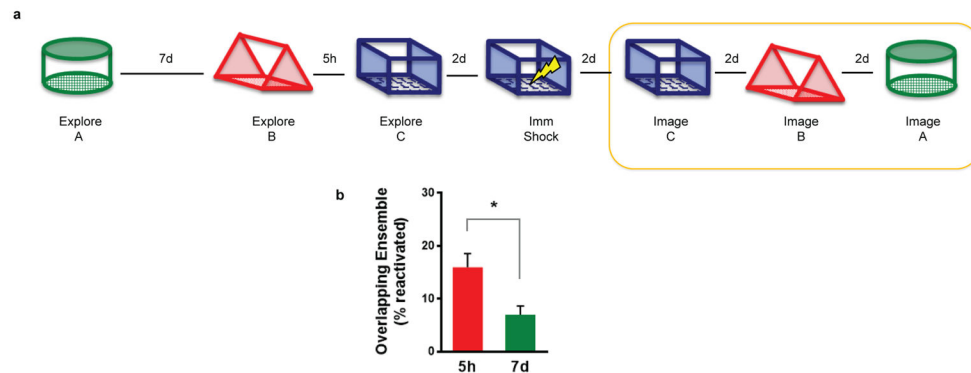 a
7d
5h
2d
2d
2d
2d
Explore
A
Explore
B
Explore
C
Imm
Shock
Image
C
Image
B
Image
A
b
Overlapping Ensemble
(% reactivated)
30
20
10
0
*
5h
7d